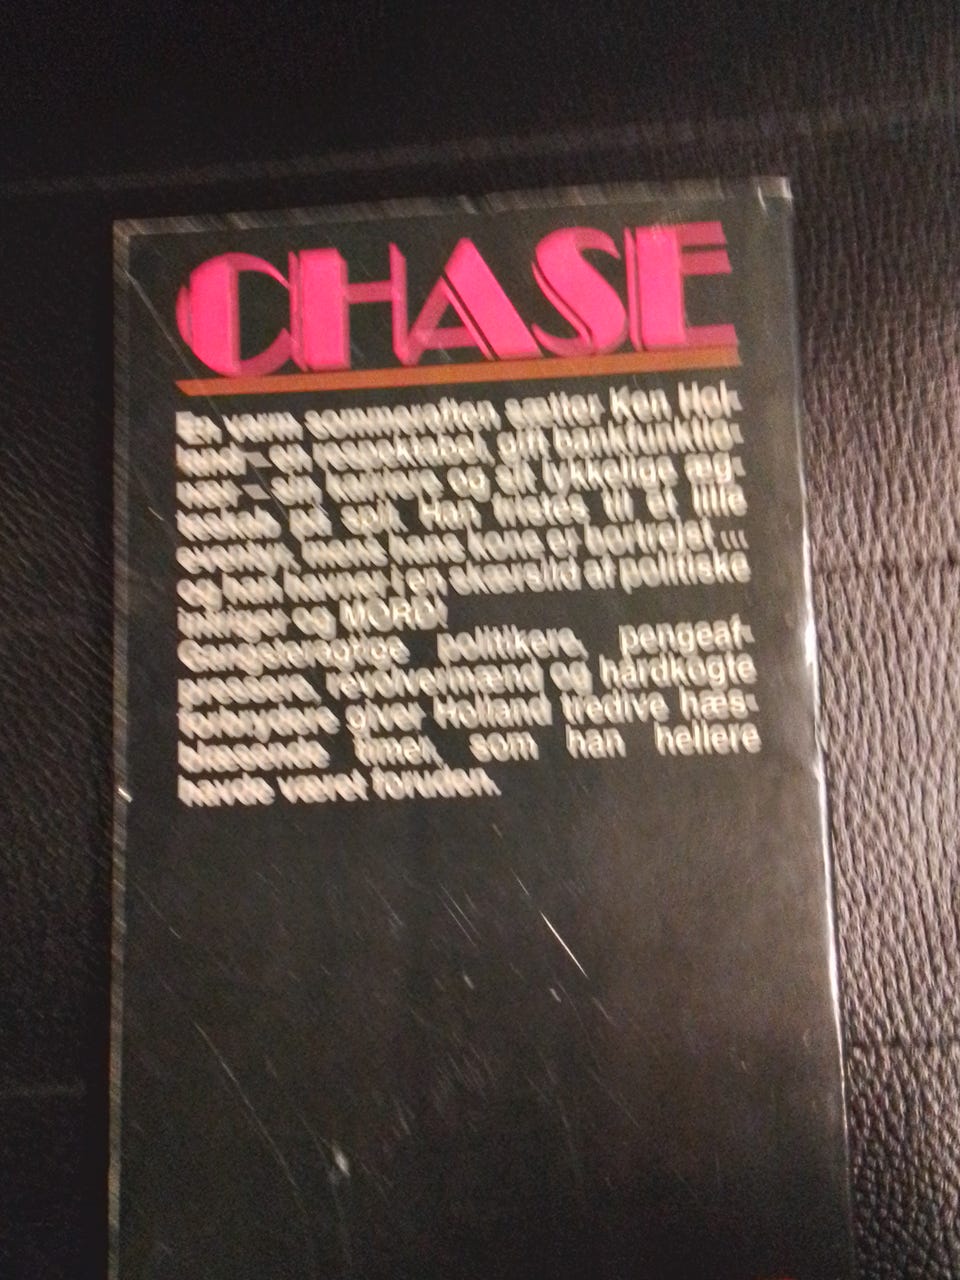 CHASE
En varm sommeraften sætter Ken Hol-
land - en respektabel, gift bankfunktio-
nær - sin karriere og sit lykkelige æg-
teskab på spil. Han fristes til et lille
eventyr, mens hans kone er bortrejst ...
og han havner i en skærsild af politiske
intriger og MORD!
Gangsteragtige politikere, pengeaf-
pressere, revolvermænd og hårdkogte
forbrydere giver Holland tredive hæs-
blæsende timer, som han hellere
havde været foruden.